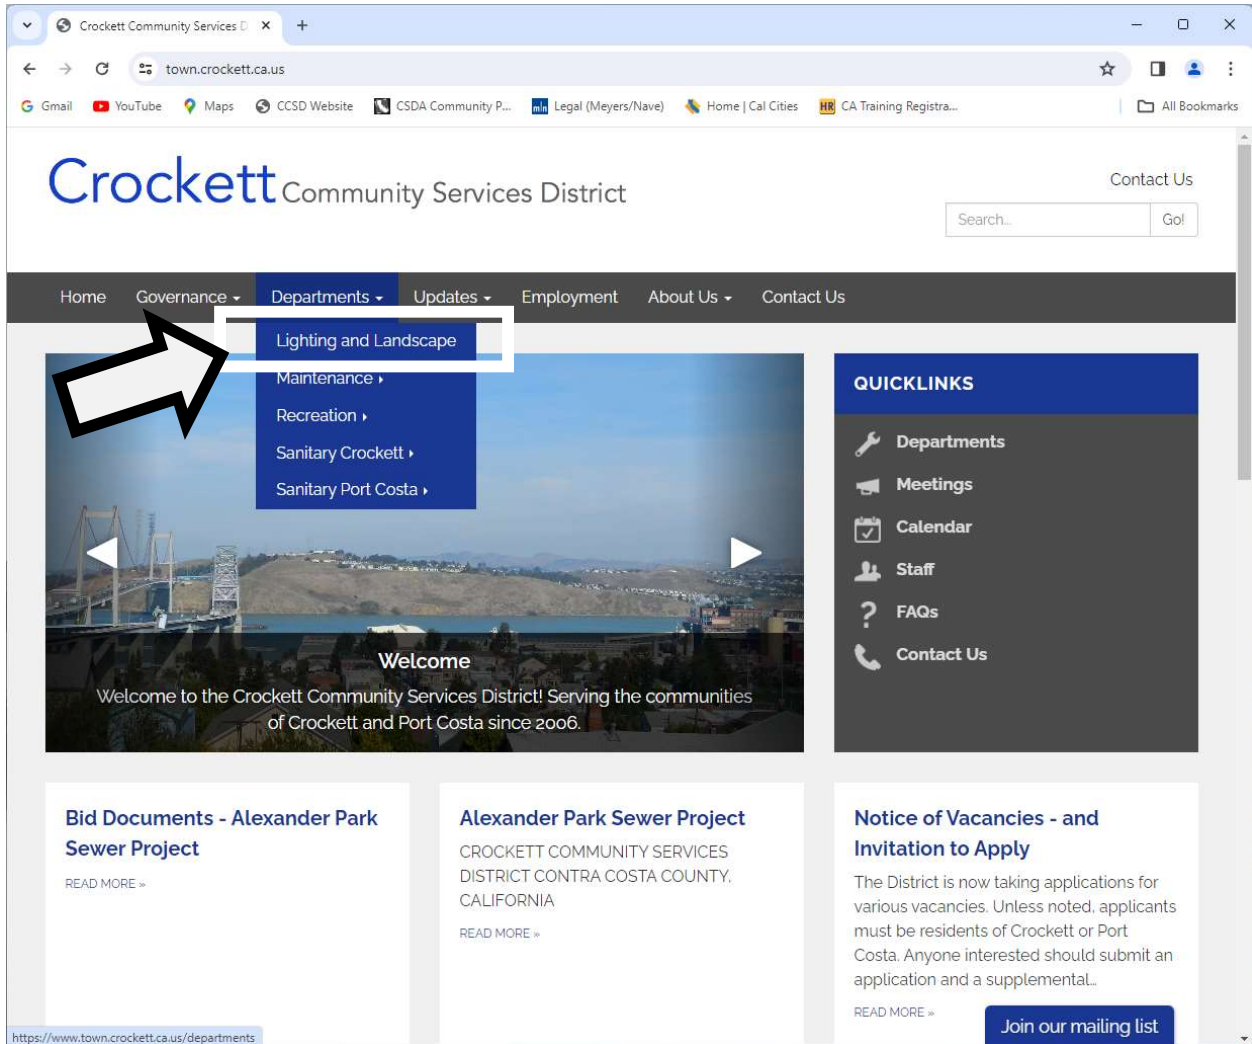 Crockett Community Services D
town.crockett.ca.us
Gmail YouTube Maps CCSD Website CSDA Community P... mln Legal (Meyers/Nave) Home | Cal Cities HR CA Training Registra... All Bookmarks
Crockett Community Services District
Contact Us
Search...
Go!
Home Governance Departments Updates Employment About Us Contact Us
Lighting and Landscape
Maintenance
Recreation
Sanitary Crockett
Sanitary Port Costa
Welcome
Welcome to the Crockett Community Services District! Serving the communities
of Crockett and Port Costa since 2006.
QUICKLINKS
Departments
Meetings
Calendar
Staff
FAQs
Contact Us
Bid Documents - Alexander Park
Sewer Project
READ MORE »
Alexander Park Sewer Project
CROCKETT COMMUNITY SERVICES
DISTRICT CONTRA COSTA COUNTY,
CALIFORNIA
READ MORE »
Notice of Vacancies - and
Invitation to Apply
The District is now taking applications for
various vacancies. Unless noted, applicants
must be residents of Crockett or Port
Costa. Anyone interested should submit an
application and a supplemental…
READ MORE »
Join our mailing list
https://www.town.crockett.ca.us/departments